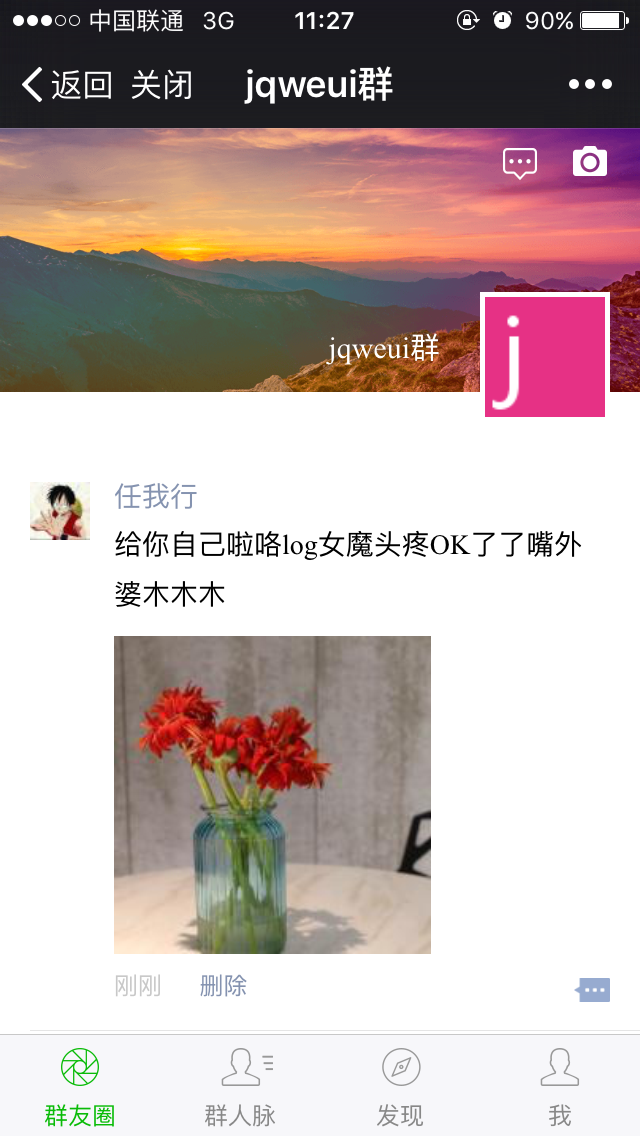 中国联通 3G 11:27 90%
返回 关闭 jqweui群
jqweui群
j
任我行
给你自己啦咯log女魔头疼OK了了嘴外
婆木木木
刚刚 删除
群友圈 群人脉 发现 我